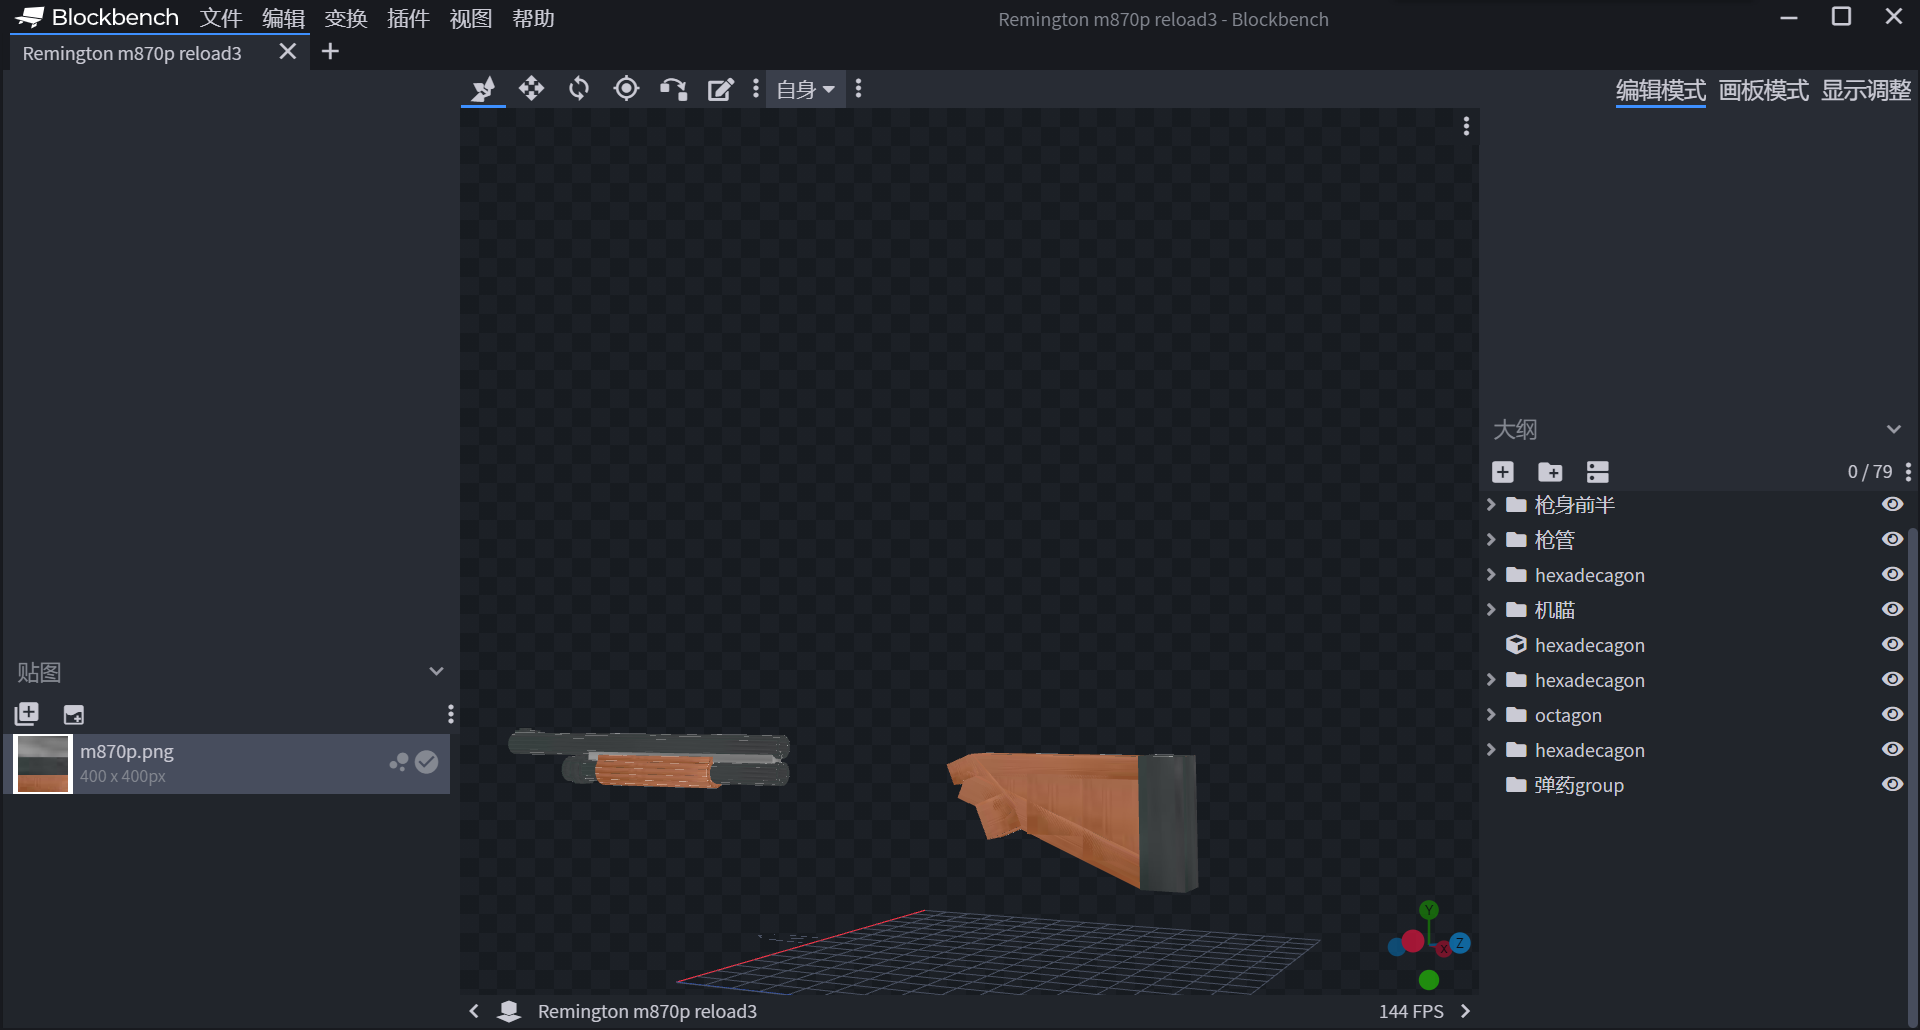 Blockbench 文件 编辑 变换 插件 视图 帮助
Remington m870p reload3 - Blockbench
Remington m870p reload3
自身
编辑模式 画板模式 显示调整
大纲
0 / 79
枪身前半
枪管
hexadecagon
机瞄
hexadecagon
hexadecagon
octagon
hexadecagon
弹药group
贴图
m870p.png
400 x 400px
Y
X
Z
Remington m870p reload3
144 FPS